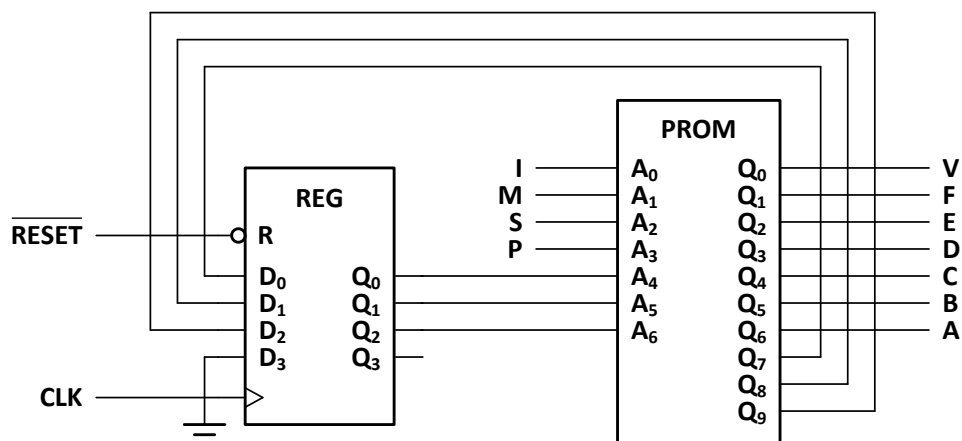 PROM
I A₀ Q₀ V
REG M A₁ Q₁ F
S A₂ Q₂ E
RESET R P A₃ Q₃ D
D₀ Q₀ A₄ Q₄ C
D₁ Q₁ A₅ Q₅ B
D₂ Q₂ A₆ Q₆ A
D₃ Q₃ Q₇
CLK Q₈
Q₉